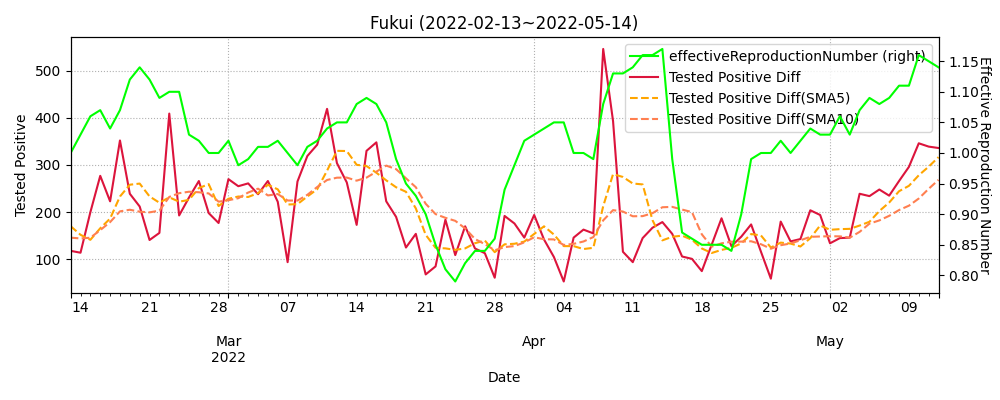 Fukui (2022-02-13~2022-05-14)
effectiveReproductionNumber (right)
Tested Positive Diff
Tested Positive Diff(SMA5)
Tested Positive Diff(SMA10)
Tested Positive
500
400
300
200
100
1.15
1.10
1.05
1.00
0.95
0.90
0.85
0.80
Effective Reproduction Number
14 21 28 07 14 21 28 04 11 18 25 02 09
Mar Apr May
2022
Date